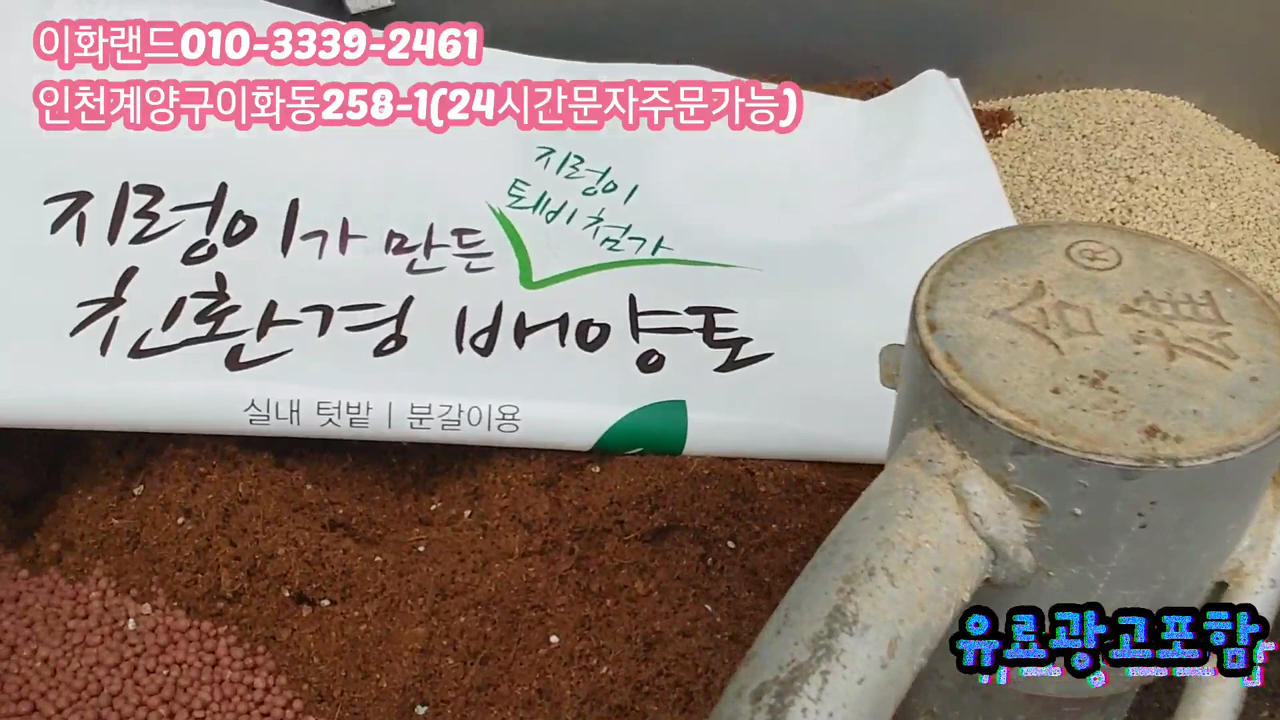 이화랜드010-3339-2461
인천계양구이화동258-1(24시간문자주문가능)
지렁이
퇴비 첨가
지렁이가 만든
친환경 배양토
실내 텃밭 | 분갈이용
®
유료광고포함